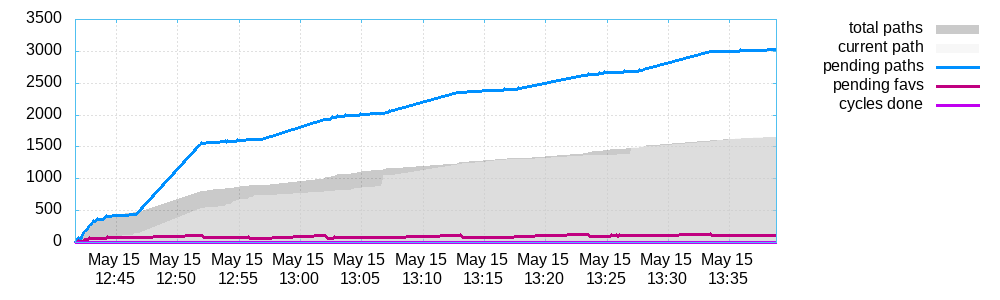 3500
3000
2500
2000
1500
1000
500
0
May 15 May 15 May 15 May 15 May 15 May 15 May 15 May 15 May 15 May 15 May 15
12:45 12:50 12:55 13:00 13:05 13:10 13:15 13:20 13:25 13:30 13:35
total paths
current path
pending paths
pending favs
cycles done